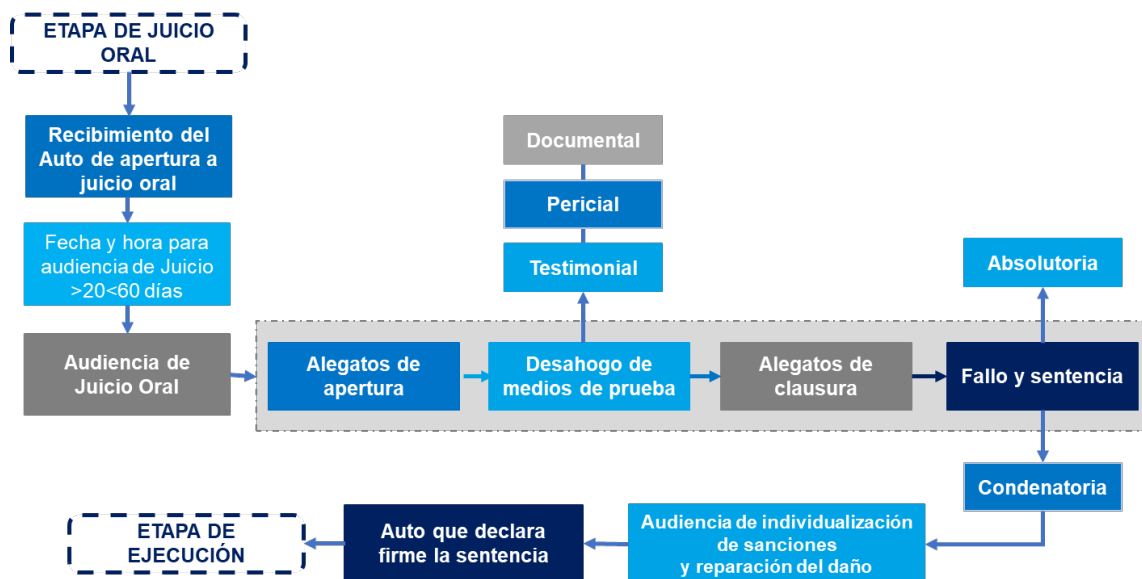 ETAPA DE JUICIO
ORAL
Recibimiento del
Auto de apertura a
juicio oral
Fecha y hora para
audiencia de Juicio
>20<60 días
Audiencia de
Juicio Oral
Alegatos de
apertura
Desahogo de
medios de prueba
Documental
Pericial
Testimonial
Alegatos de
clausura
Fallo y sentencia
Absolutoria
Condenatoria
Audiencia de individualización
de sanciones
y reparación del daño
Auto que declara
firme la sentencia
ETAPA DE
EJECUCIÓN